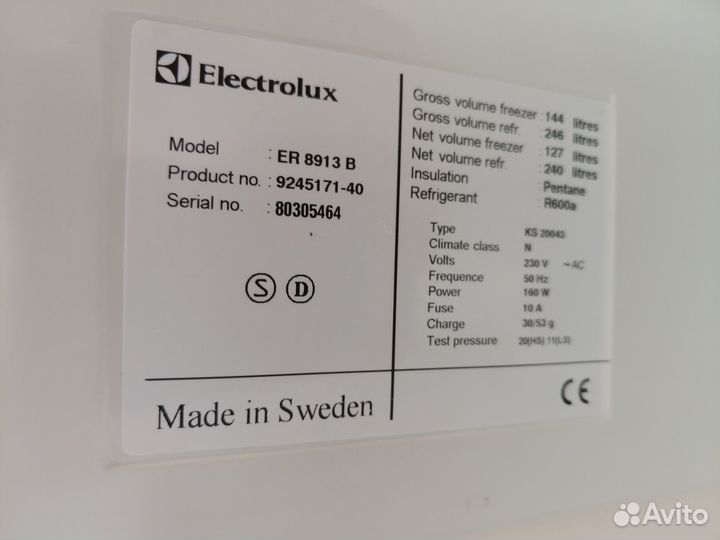 Electrolux
Model : ER 8913 B
Product no. : 9245171-40
Serial no. : 80305464
S D
Made in Sweden
Gross volume freezer : 144 litres
Gross volume refr. : 246 litres
Net volume freezer : 127 litres
Net volume refr. : 240 litres
Insulation : Pentane
Refrigerant : R600a
Type KS 20043
Climate class N
Volts 230 V ~AC
Frequence 50 Hz
Power 160 W
Fuse 10 A
Charge 30/53 g
Test pressure 20(HS) 11(LS)
CE
Avito